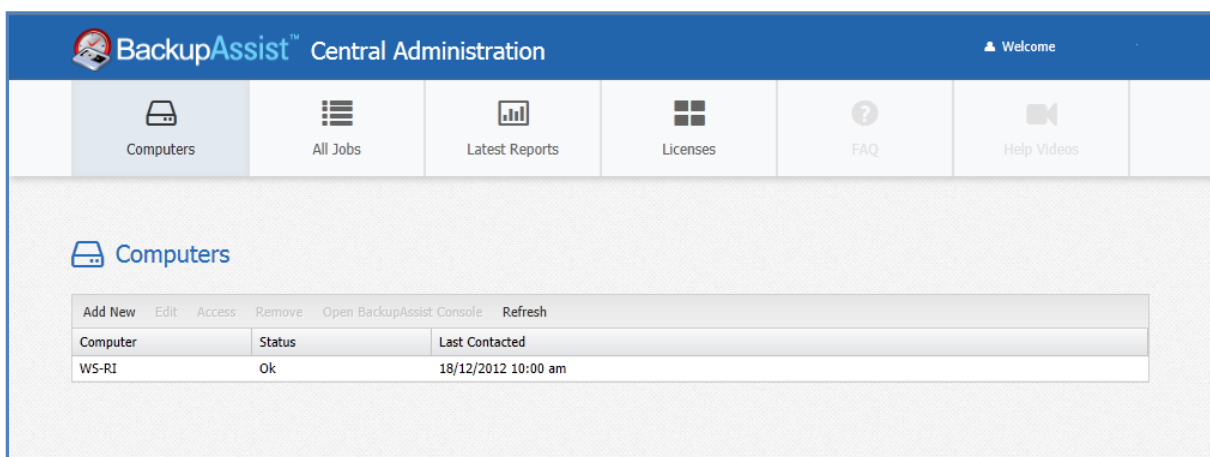 BackupAssist™ Central Administration
Welcome
Computers
All Jobs
Latest Reports
Licenses
FAQ
Help Videos
Computers
Add New Edit Access Remove Open BackupAssist Console Refresh
Computer Status Last Contacted
WS-RI Ok 18/12/2012 10:00 am